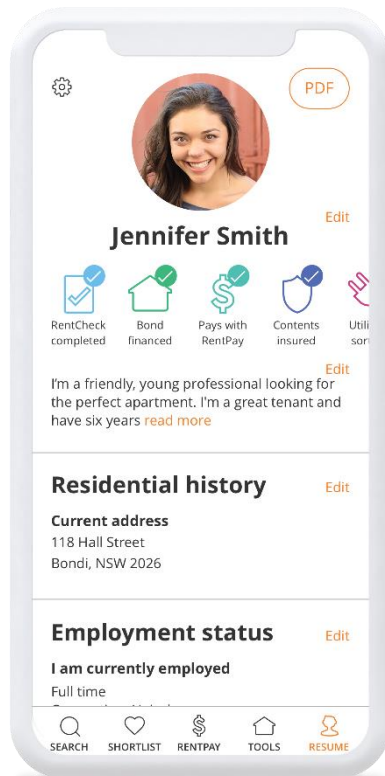 PDF
Edit
Jennifer Smith
RentCheck completed
Bond financed
Pays with RentPay
Contents insured
Edit
I'm a friendly, young professional looking for
the perfect apartment. I'm a great tenant and
have six years read more
Residential history
Edit
Current address
118 Hall Street
Bondi, NSW 2026
Employment status
Edit
I am currently employed
Full time
SEARCH
SHORTLIST
RENTPAY
TOOLS
RESUME